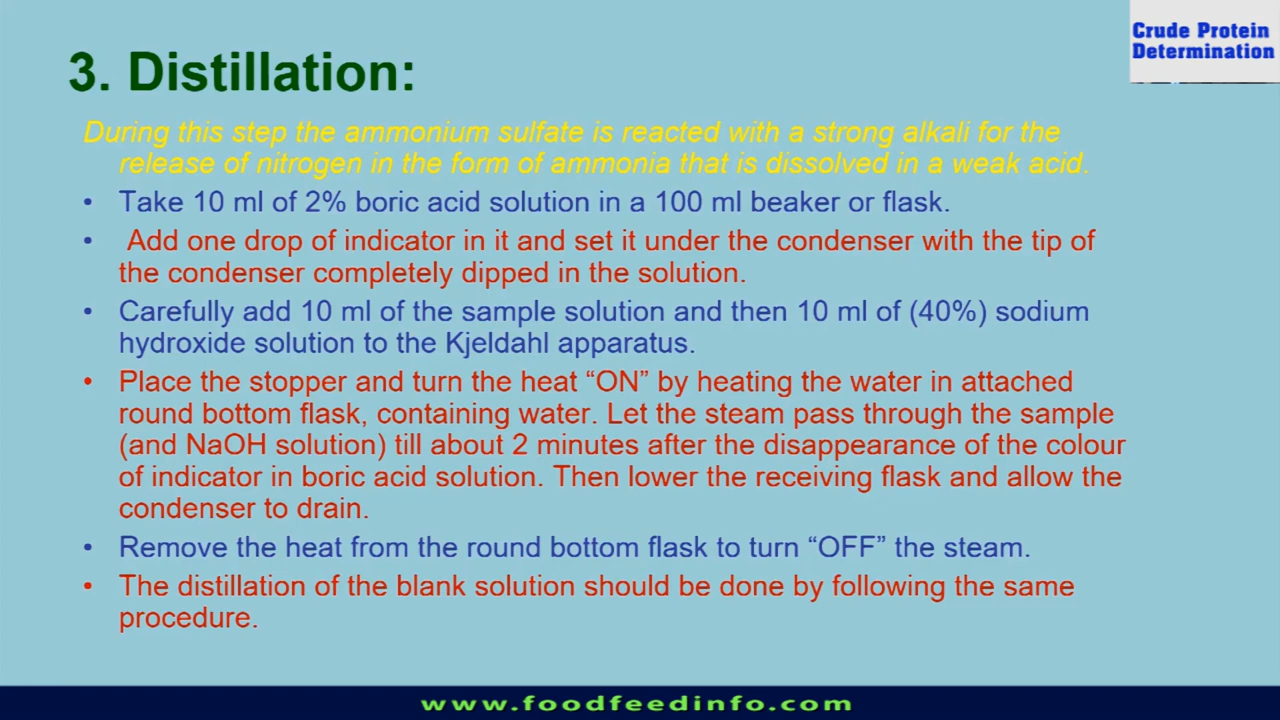 Crude Protein
Determination
3. Distillation:
During this step the ammonium sulfate is reacted with a strong alkali for the
release of nitrogen in the form of ammonia that is dissolved in a weak acid.
• Take 10 ml of 2% boric acid solution in a 100 ml beaker or flask.
• Add one drop of indicator in it and set it under the condenser with the tip of
the condenser completely dipped in the solution.
• Carefully add 10 ml of the sample solution and then 10 ml of (40%) sodium
hydroxide solution to the Kjeldahl apparatus.
• Place the stopper and turn the heat “ON” by heating the water in attached
round bottom flask, containing water. Let the steam pass through the sample
(and NaOH solution) till about 2 minutes after the disappearance of the colour
of indicator in boric acid solution. Then lower the receiving flask and allow the
condenser to drain.
• Remove the heat from the round bottom flask to turn “OFF” the steam.
• The distillation of the blank solution should be done by following the same
procedure.
www.foodfeedinfo.com